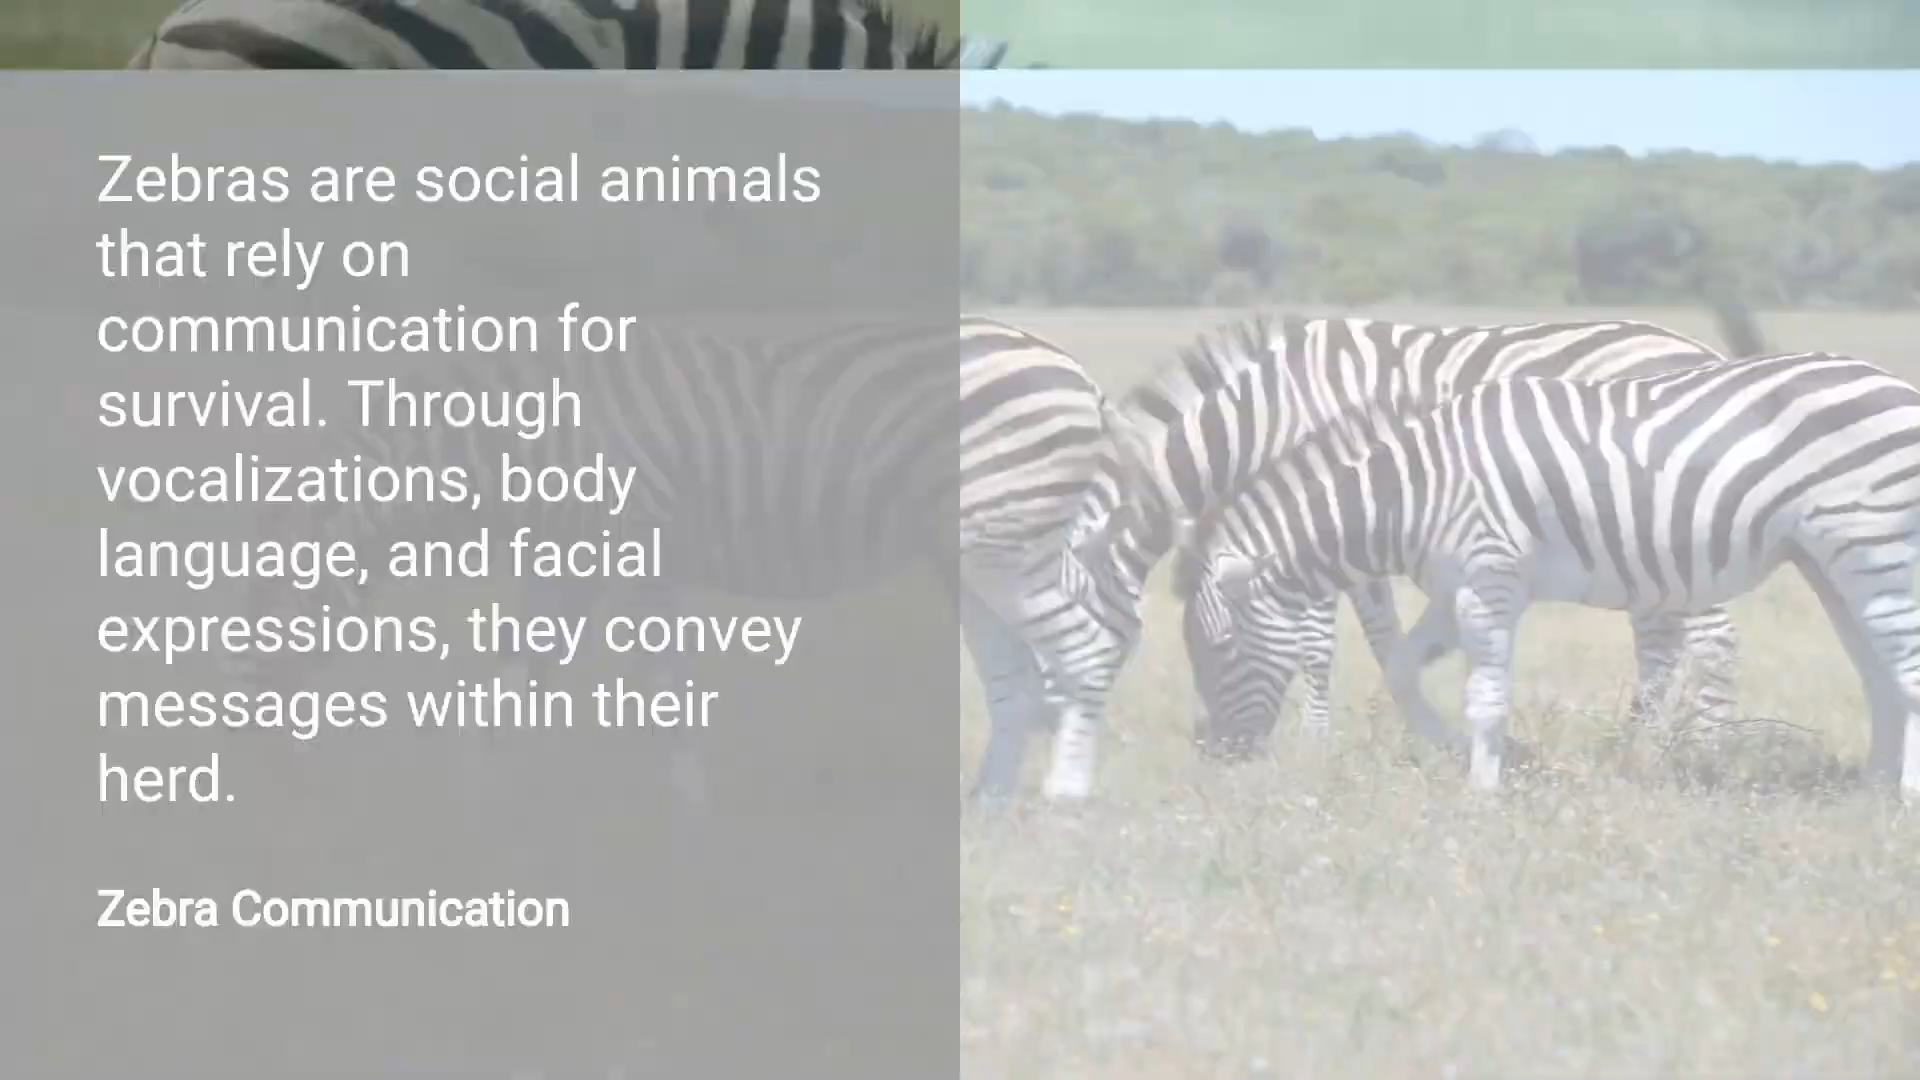 Zebras are social animals
that rely on
communication for
survival. Through
vocalizations, body
language, and facial
expressions, they convey
messages within their
herd.
Zebra Communication